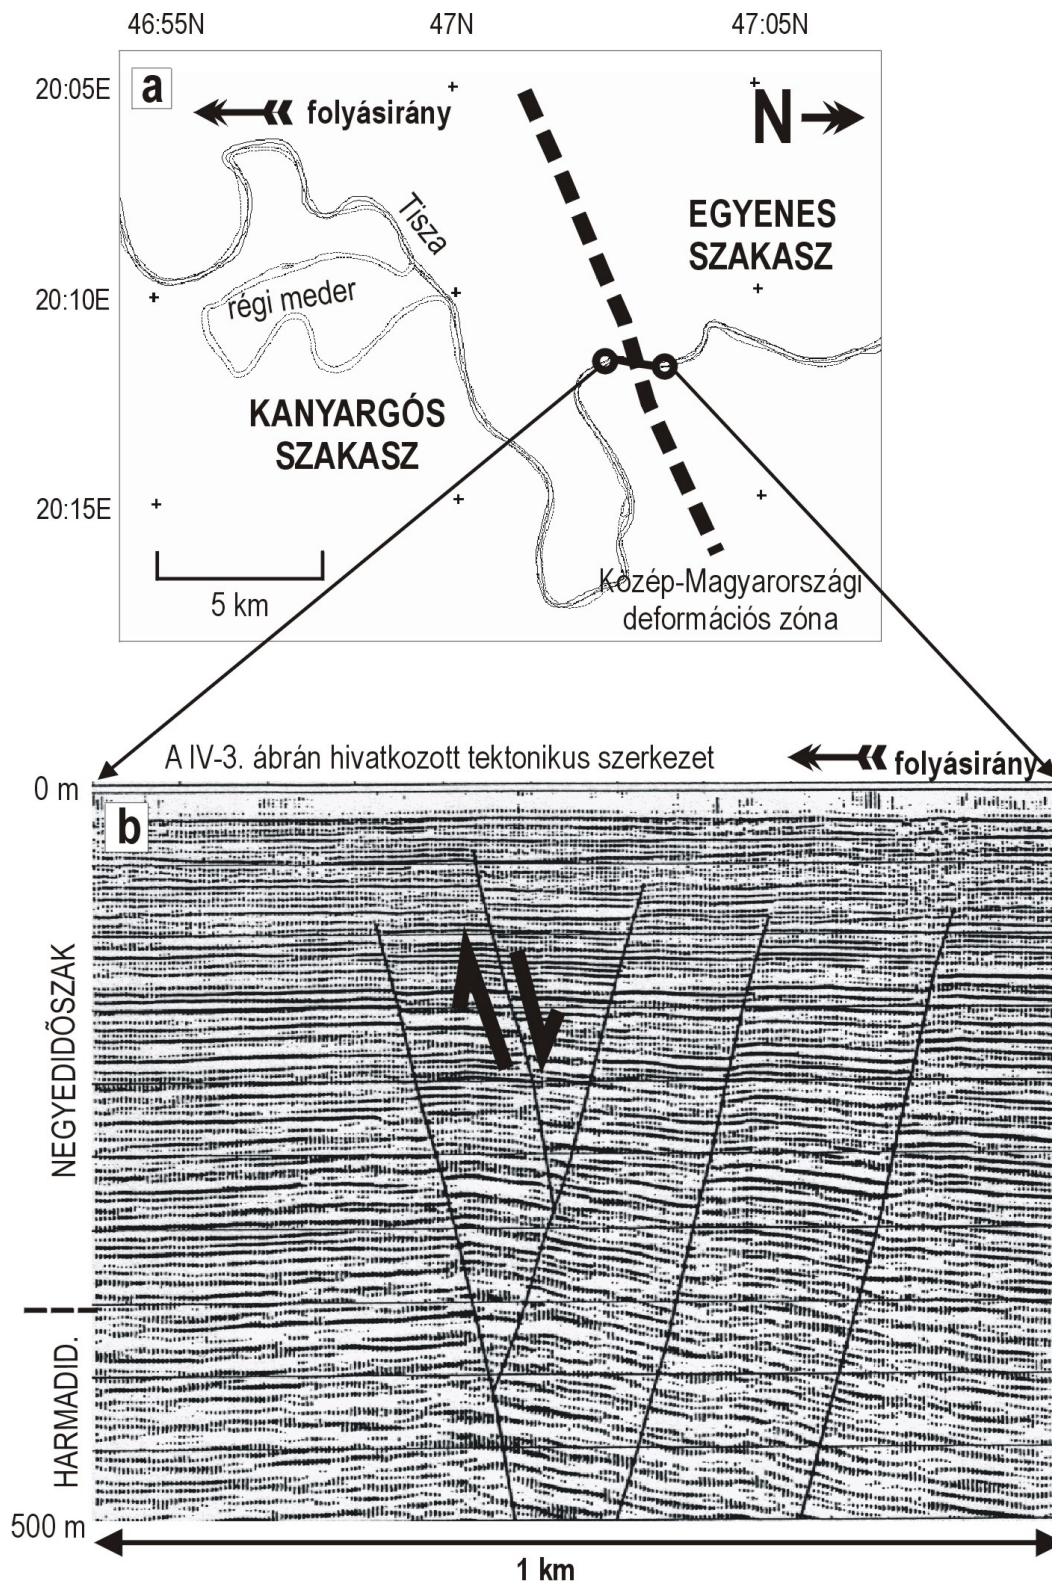 46:55N 47N 47:05N
20:05E
a
folyásirány
N
Tisza
EGYENES
SZAKASZ
20:10E
régi meder
KANYARGÓS
SZAKASZ
20:15E
5 km
Közép-Magyarországi
deformációs zóna
A IV-3. ábrán hivatkozott tektonikus szerkezet
folyásirány
0 m
b
NEGYEDIDŐSZAK
HARMADID.
500 m
1 km